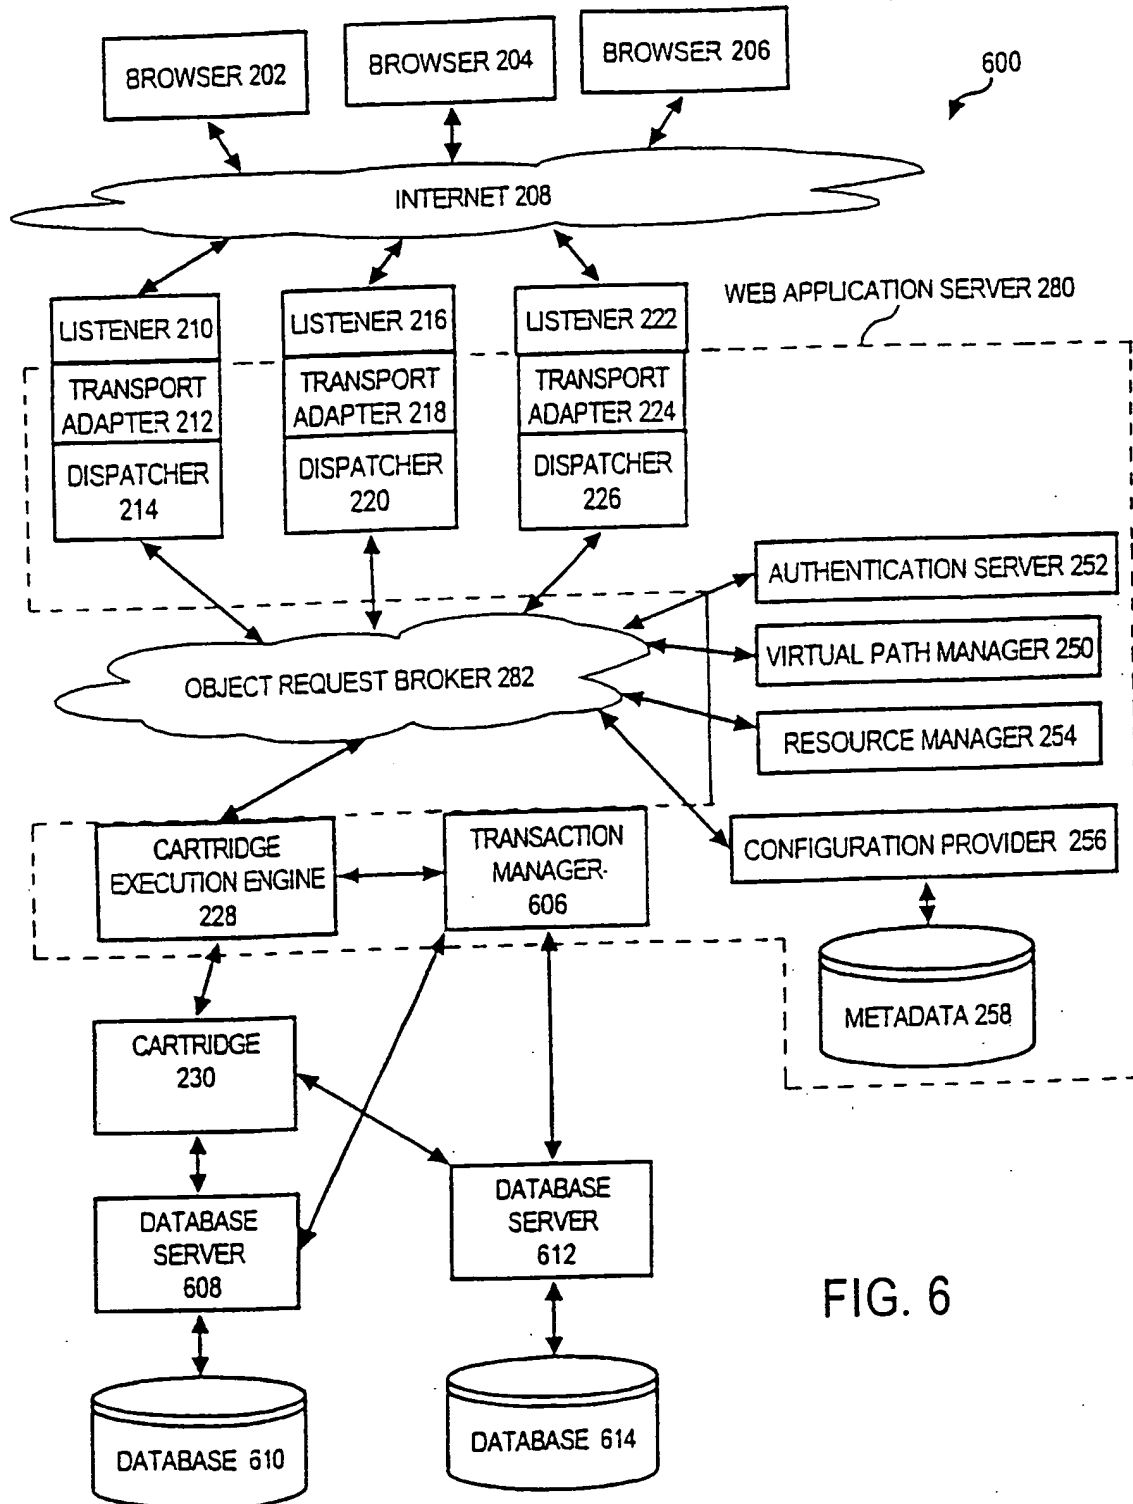 BROWSER 202
BROWSER 204
BROWSER 206
600
INTERNET 208
WEB APPLICATION SERVER 280
LISTENER 210
LISTENER 216
LISTENER 222
TRANSPORT
ADAPTER 212
TRANSPORT
ADAPTER 218
TRANSPORT
ADAPTER 224
DISPATCHER
214
DISPATCHER
220
DISPATCHER
226
AUTHENTICATION SERVER 252
VIRTUAL PATH MANAGER 250
OBJECT REQUEST BROKER 282
RESOURCE MANAGER 254
CARTRIDGE
EXECUTION ENGINE
228
TRANSACTION
MANAGER
606
CONFIGURATION PROVIDER 256
METADATA 258
CARTRIDGE
230
DATABASE
SERVER
608
DATABASE
SERVER
612
FIG. 6
DATABASE 610
DATABASE 614